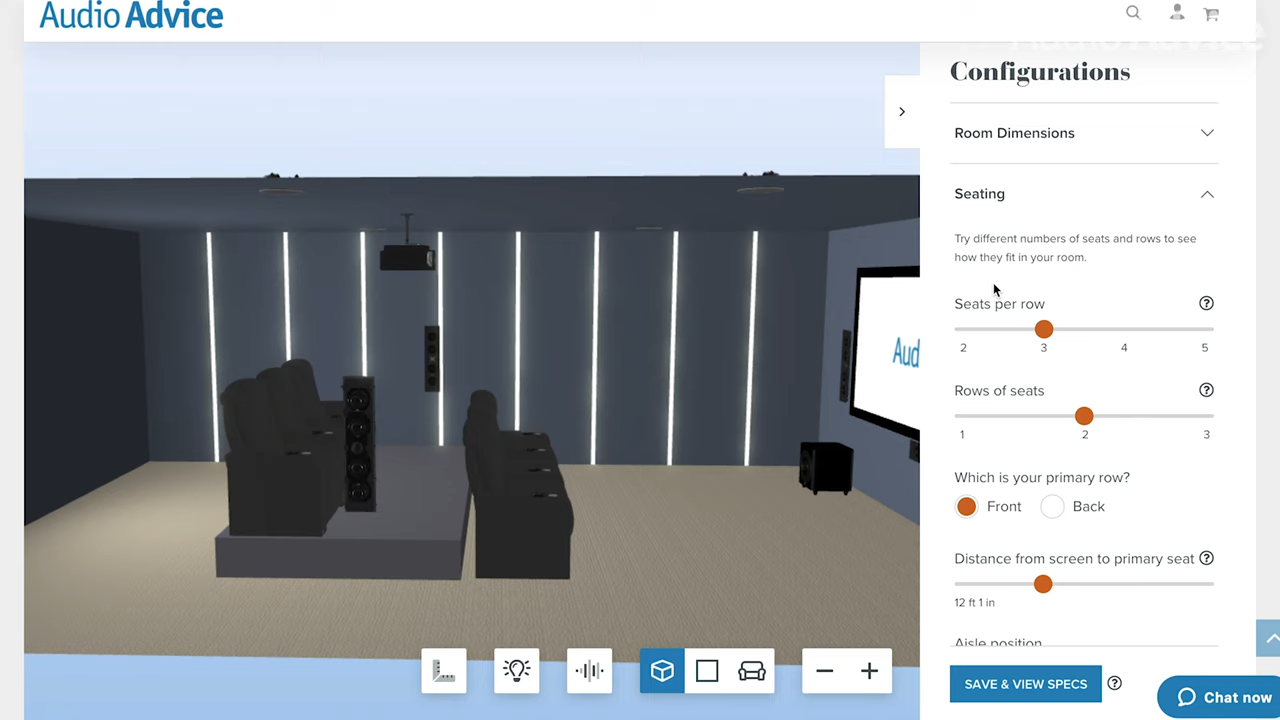 Audio Advice
Configurations
Room Dimensions
Seating
Try different numbers of seats and rows to see
how they fit in your room.
Seats per row
2 3 4 5
Rows of seats
1 2 3
Which is your primary row?
Front Back
Distance from screen to primary seat
12 ft 1 in
Aisle position
SAVE & VIEW SPECS
Chat now
Aud